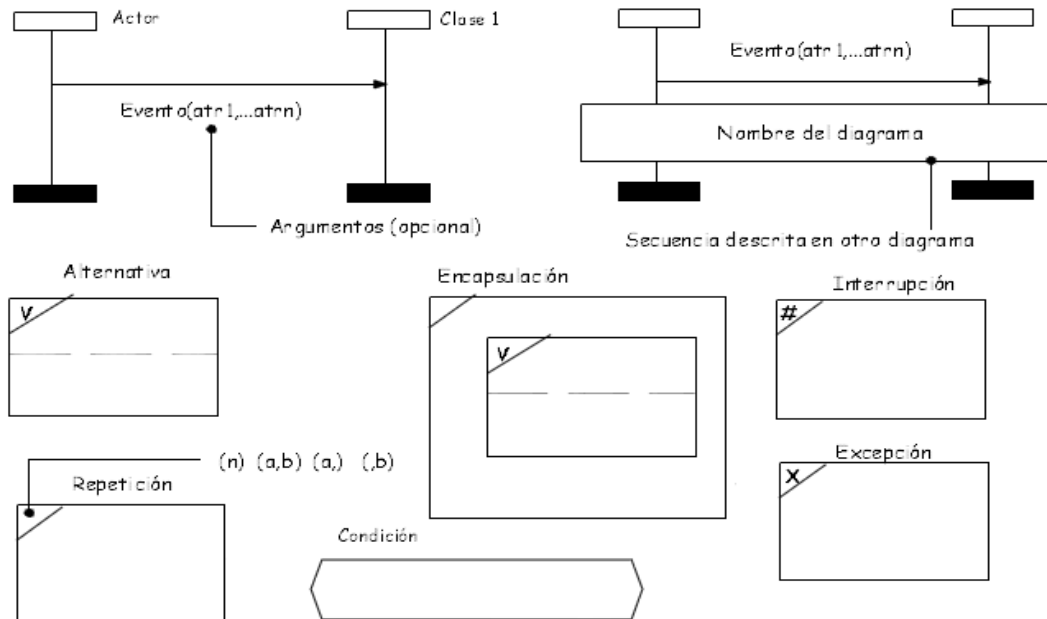 Actor
Clase 1
Evento(atr1,...atrn)
Evento(atr1,...atrn)
Nombre del diagrama
Argumentos (opcional)
Secuencia descrita en otro diagrama
Alternativa
Encapsulación
Interrupción
v
#
v
(n) (a,b) (a,) (,b)
Repetición
Excepción
X
Condición